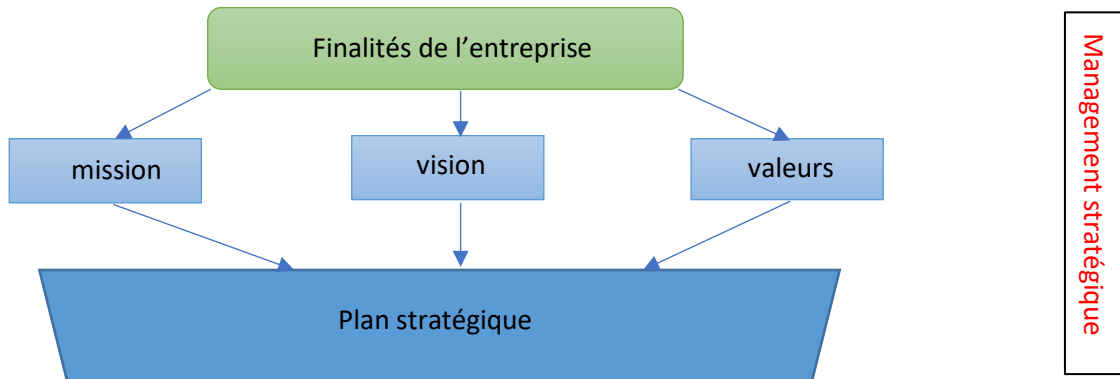 Finalités de l’entreprise
mission
vision
valeurs
Plan stratégique
Management stratégique